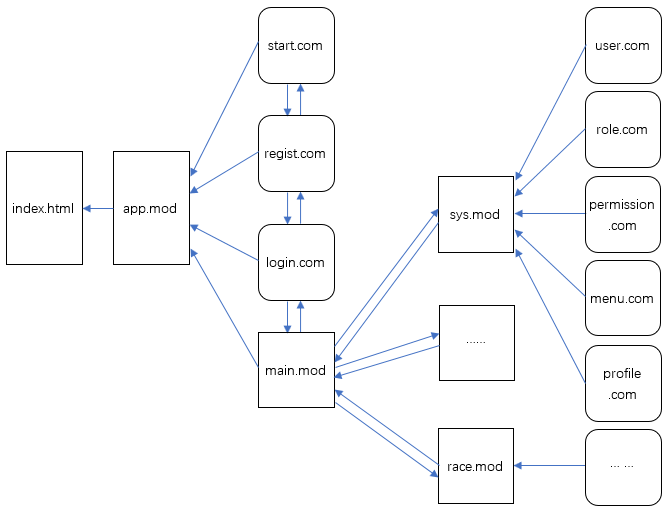 start.com
user.com
regist.com
role.com
index.html
app.mod
permission
.com
sys.mod
login.com
menu.com
......
main.mod
profile
.com
race.mod
... ...